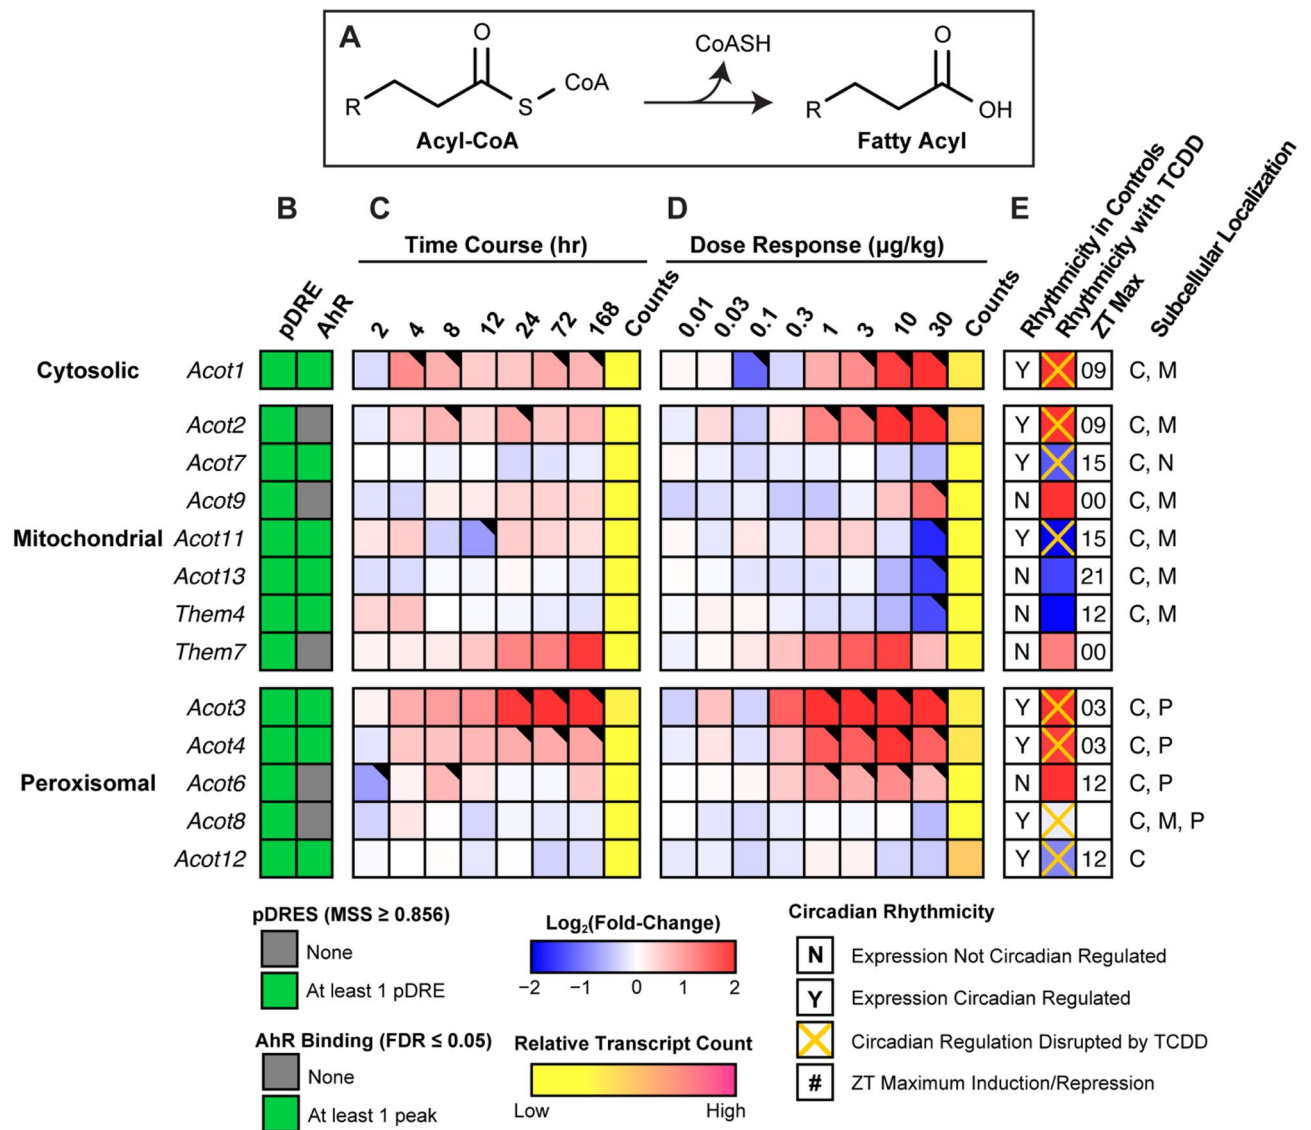 A
O
R
S
CoA
Acyl-CoA
CoASH
O
R
OH
Fatty Acyl
B
C
D
E
Time Course (hr)
Dose Response (µg/kg)
pDRE
AhR
2
4
8
12
24
72
168
Counts
0.01
0.03
0.1
0.3
1
3
10
30
Counts
Rhythmicity in Controls
Rhythmicity with TCDD
ZT Max
Subcellular Localization
Cytosolic Acot1 Y 09 C, M
Acot2 Y 09 C, M
Acot7 Y 15 C, N
Acot9 N 00 C, M
Mitochondrial Acot11 Y 15 C, M
Acot13 N 21 C, M
Them4 N 12 C, M
Them7 N 00
Acot3 Y 03 C, P
Acot4 Y 03 C, P
Peroxisomal Acot6 N 12 C, P
Acot8 Y C, M, P
Acot12 Y 12 C
pDRES (MSS ≥ 0.856)
None
At least 1 pDRE
AhR Binding (FDR ≤ 0.05)
None
At least 1 peak
Log₂(Fold-Change)
−2 −1 0 1 2
Relative Transcript Count
Low High
Circadian Rhythmicity
N Expression Not Circadian Regulated
Y Expression Circadian Regulated
Circadian Regulation Disrupted by TCDD
# ZT Maximum Induction/Repression